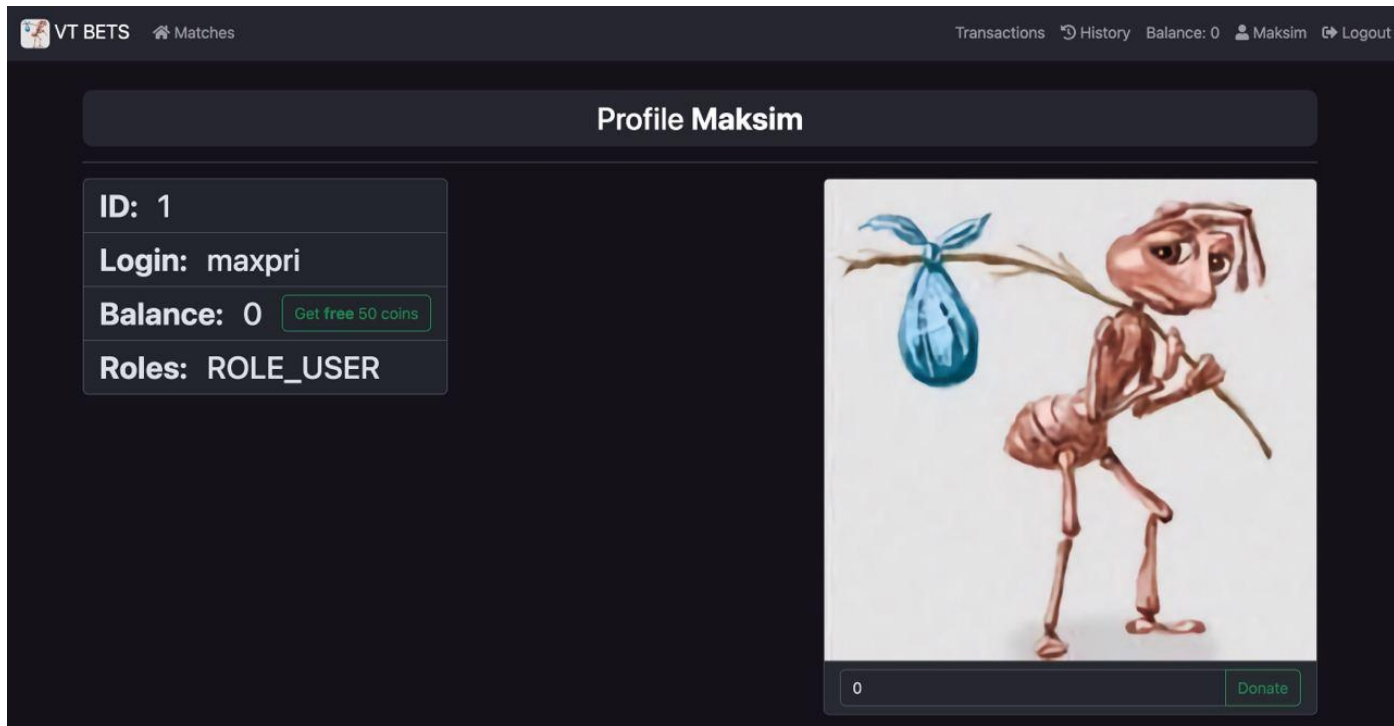 VT BETS Matches Transactions History Balance: 0 Maksim Logout
Profile Maksim
ID: 1
Login: maxpri
Balance: 0 Get free 50 coins
Roles: ROLE_USER
0 Donate